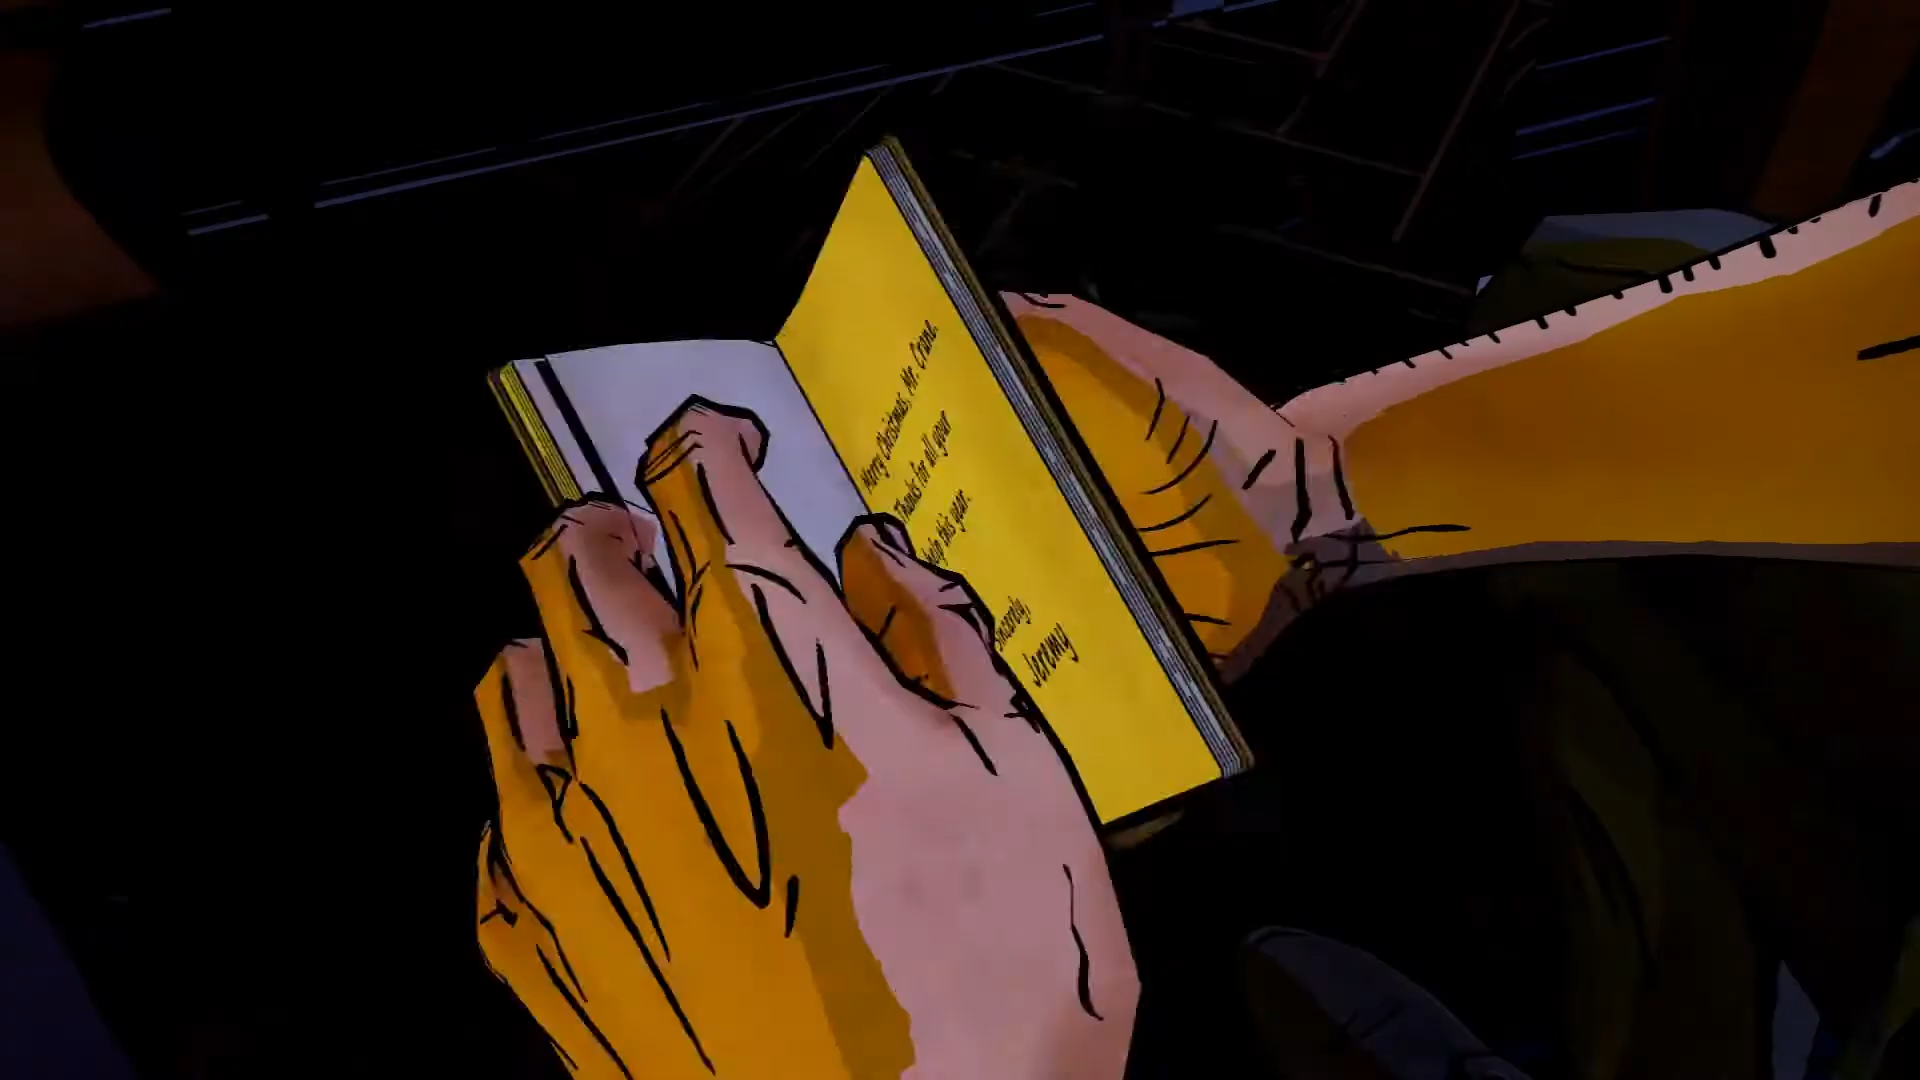 Merry Christmas, Mr. Crane.
Thanks for all your
help this year.
Sincerely,
Jeremy